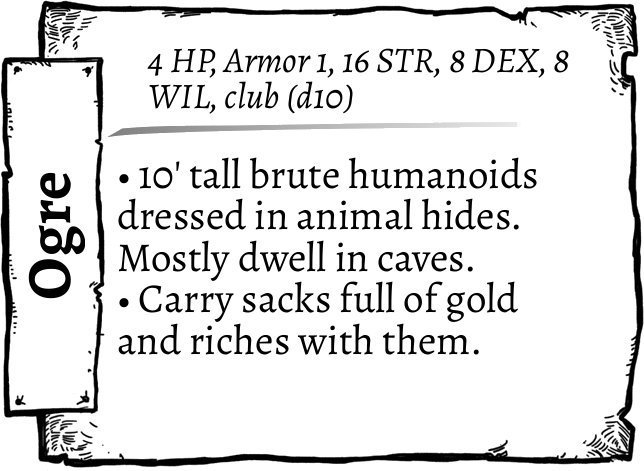 Ogre
4 HP, Armor 1, 16 STR, 8 DEX, 8
WIL, club (d10)
• 10' tall brute humanoids
dressed in animal hides.
Mostly dwell in caves.
• Carry sacks full of gold
and riches with them.